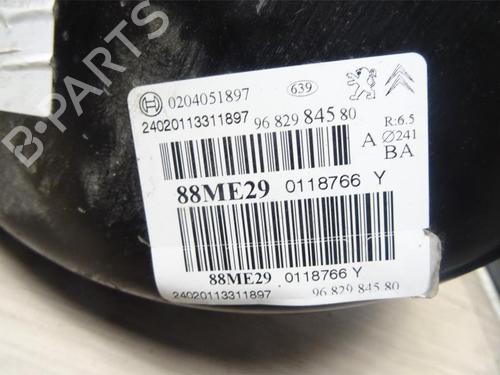 B-PARTS
0204051897 639
24020113311897 96 829 845 80 R:6.5
A Ø241
BA
88ME29 0118766 Y
88ME29 0118766 Y
24020113311897 96 829 845 80